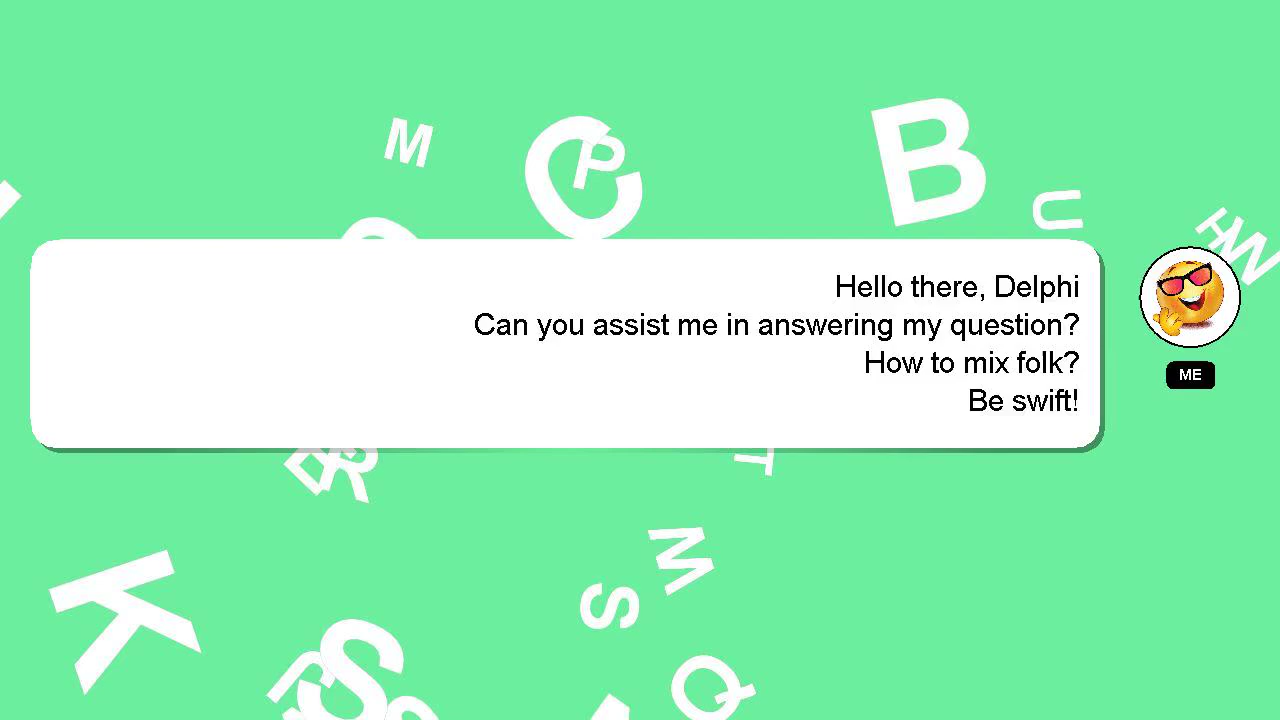 Hello there, Delphi
Can you assist me in answering my question?
How to mix folk?
Be swift!
ME
M
C
P
B
U
H
W
R
T
K
M
S
S
Q